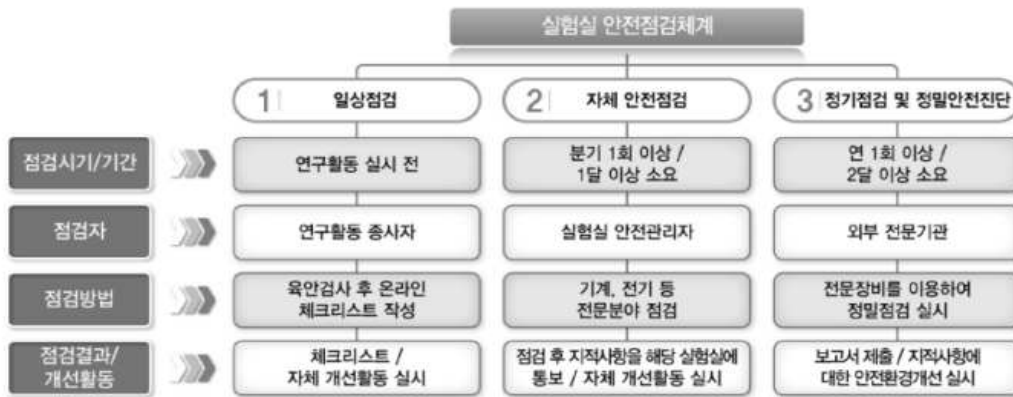 실험실 안전점검체계
1 일상점검
2 자체 안전점검
3 정기점검 및 정밀안전진단
점검시기/기간
연구활동 실시 전
분기 1회 이상 /
1달 이상 소요
연 1회 이상 /
2달 이상 소요
점검자
연구활동 종사자
실험실 안전관리자
외부 전문기관
점검방법
육안검사 후 온라인
체크리스트 작성
기계, 전기 등
전문분야 점검
전문장비를 이용하여
정밀점검 실시
점검결과/
개선활동
체크리스트 /
자체 개선활동 실시
점검 후 지적사항을 해당 실험실에
통보 / 자체 개선활동 실시
보고서 제출 / 지적사항에
대한 안전환경개선 실시